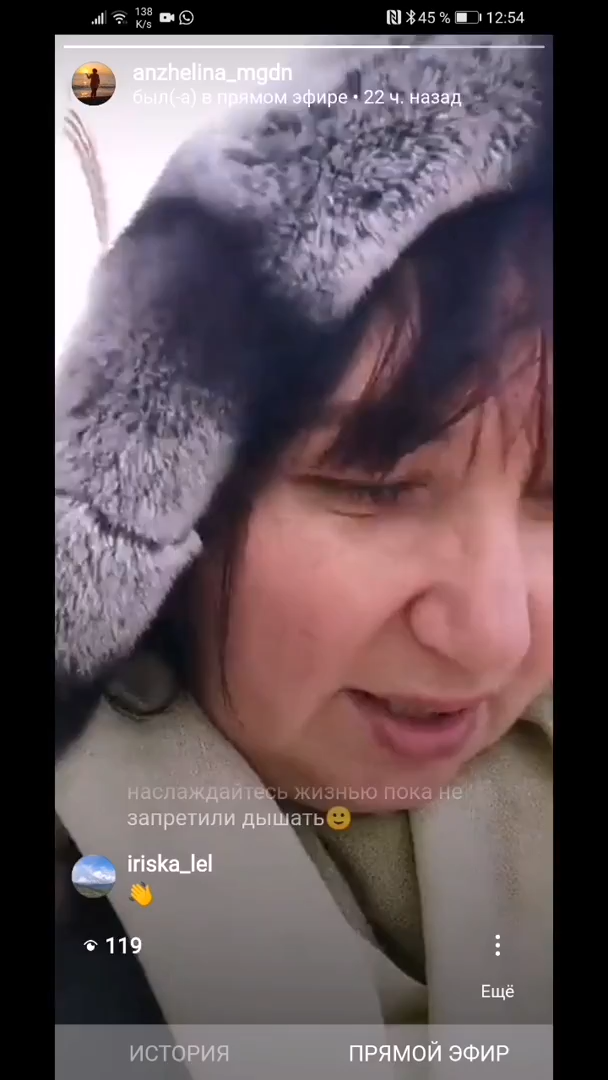 138
K/s
45 %
12:54
anzhelina_mgdn
был(-а) в прямом эфире • 22 ч. назад
наслаждайтесь жизнью пока не
запретили дышать🙂
iriska_lel
👏
119
Ещё
ИСТОРИЯ
ПРЯМОЙ ЭФИР